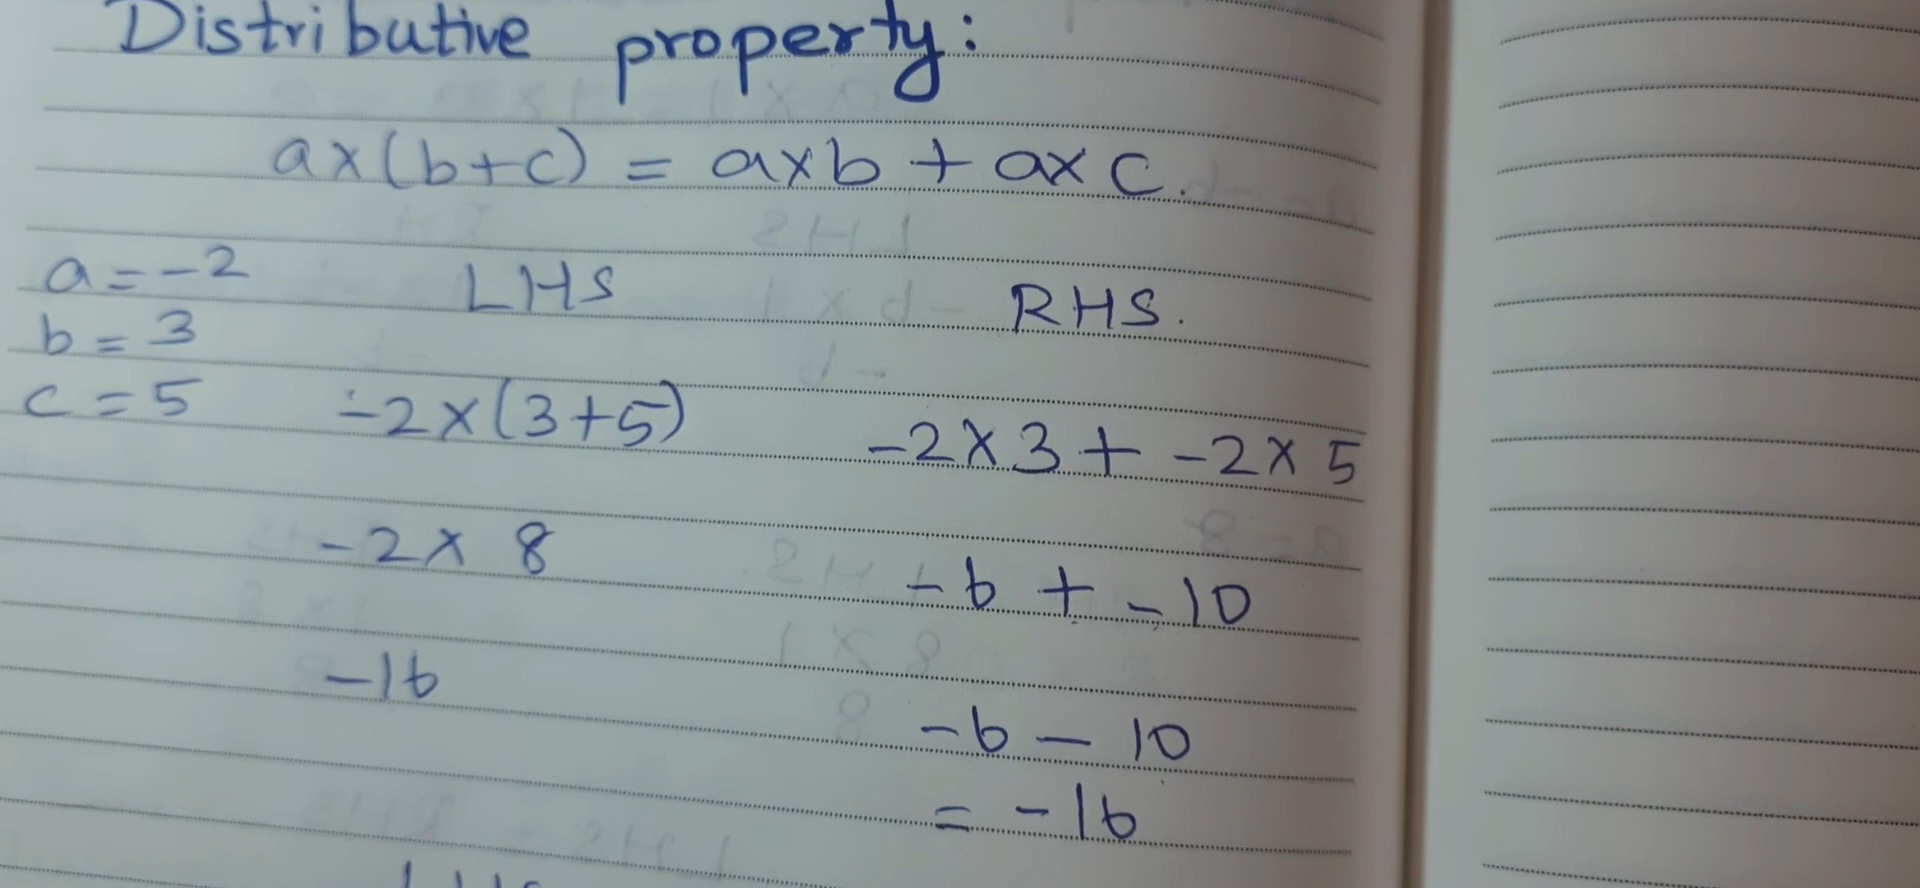 Distributive property:
a×(b+c) = a×b + a×c.
a=-2 LHS RHS.
b=3
c=5 -2×(3+5) -2×3+ -2×5
-2× 8 -6 + -10
-16 -6 - 10
= -16